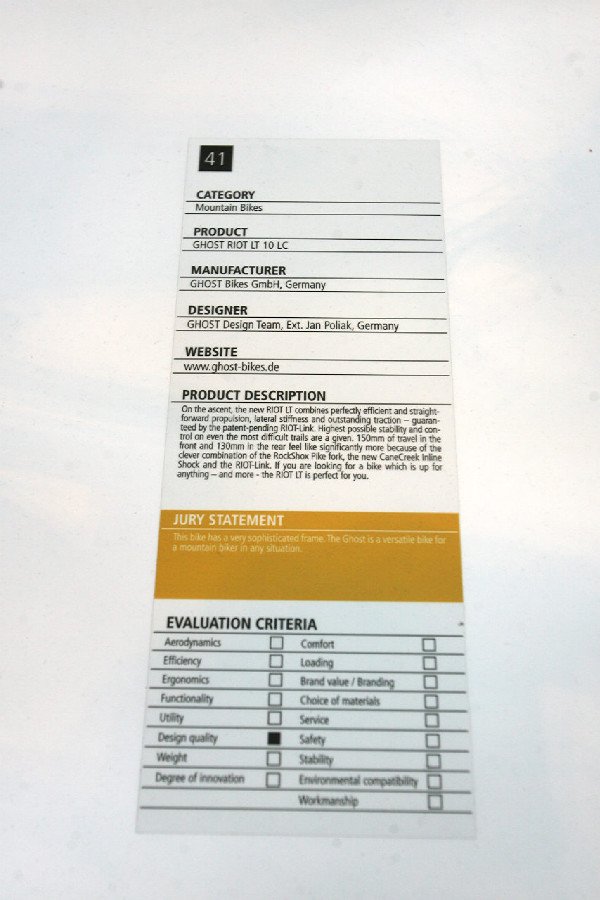 41
CATEGORY
Mountain Bikes
PRODUCT
GHOST RIOT LT 10 LC
MANUFACTURER
GHOST Bikes GmbH, Germany
DESIGNER
GHOST Design Team, Ext. Jan Poliak, Germany
WEBSITE
www.ghost-bikes.de
PRODUCT DESCRIPTION
On the ascent, the new RIOT LT combines perfectly efficient and straight-
forward propulsion, lateral stiffness and outstanding traction – guaran-
teed by the patent-pending RIOT-Link. Highest possible stability and con-
trol on even the most difficult trails are a given. 150mm of travel in the
front and 130mm in the rear feel like significantly more because of the
clever combination of the RockShox Pike fork, the new CaneCreek Inline
Shock and the RIOT-Link. If you are looking for a bike which is up for
anything – and more - the RIOT LT is perfect for you.
JURY STATEMENT
This bike has a very sophisticated frame. The Ghost is a versatile bike for
a mountain biker in any situation.
EVALUATION CRITERIA
Aerodynamics Comfort
Efficiency Loading
Ergonomics Brand value / Branding
Functionality Choice of materials
Utility Service
Design quality Safety
Weight Stability
Degree of innovation Environmental compatibility
Workmanship